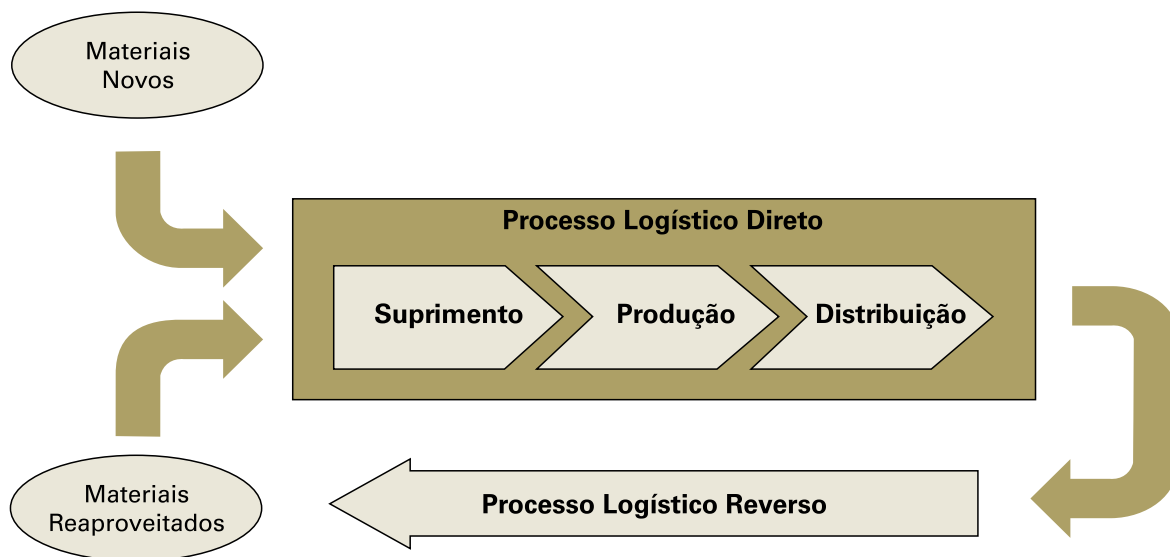 Materiais
Novos
Processo Logístico Direto
Suprimento
Produção
Distribuição
Materiais
Reaproveitados
Processo Logístico Reverso